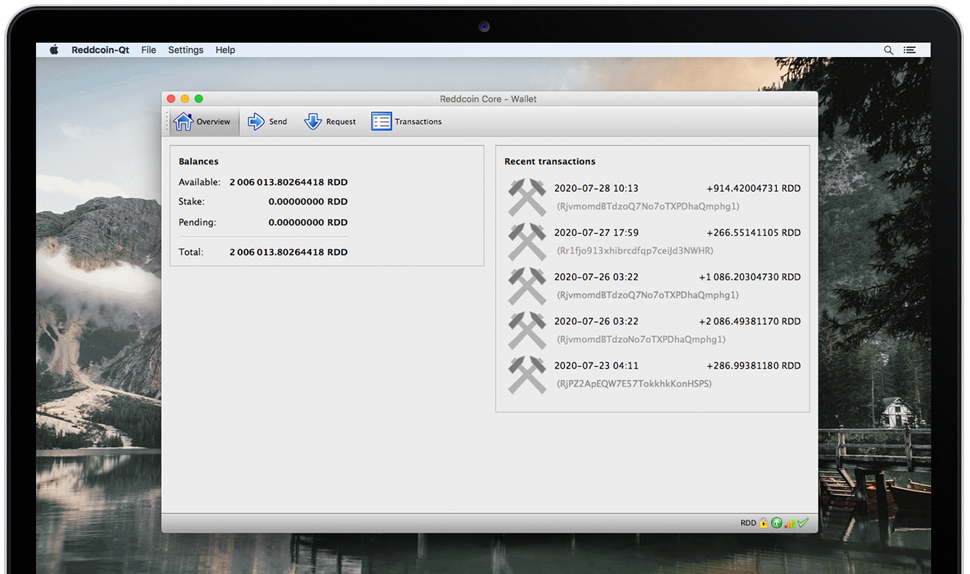 Reddcoin-Qt File Settings Help
Reddcoin Core - Wallet
Overview Send Request Transactions
Balances
Available: 2 006 013.80264418 RDD
Stake: 0.00000000 RDD
Pending: 0.00000000 RDD
Total: 2 006 013.80264418 RDD
Recent transactions
2020-07-28 10:13 +914.42004731 RDD
(RjvmomdBTdzoQ7No7oTXPDhaQmphg1)
2020-07-27 17:59 +266.55141105 RDD
(Rr1fjo913xhibrcdfqp7ceijd3NWHR)
2020-07-26 03:22 +1 086.20304730 RDD
(RjvmomdBTdzoQ7No7oTXPDhaQmphg1)
2020-07-26 03:22 +2 086.49381170 RDD
(RjvmomdBTdzoNo7oTXPDhaQmphg1)
2020-07-23 04:11 +286.99381180 RDD
(RjPZ2ApEQW7E57TokkhkKonHSPS)
RDD